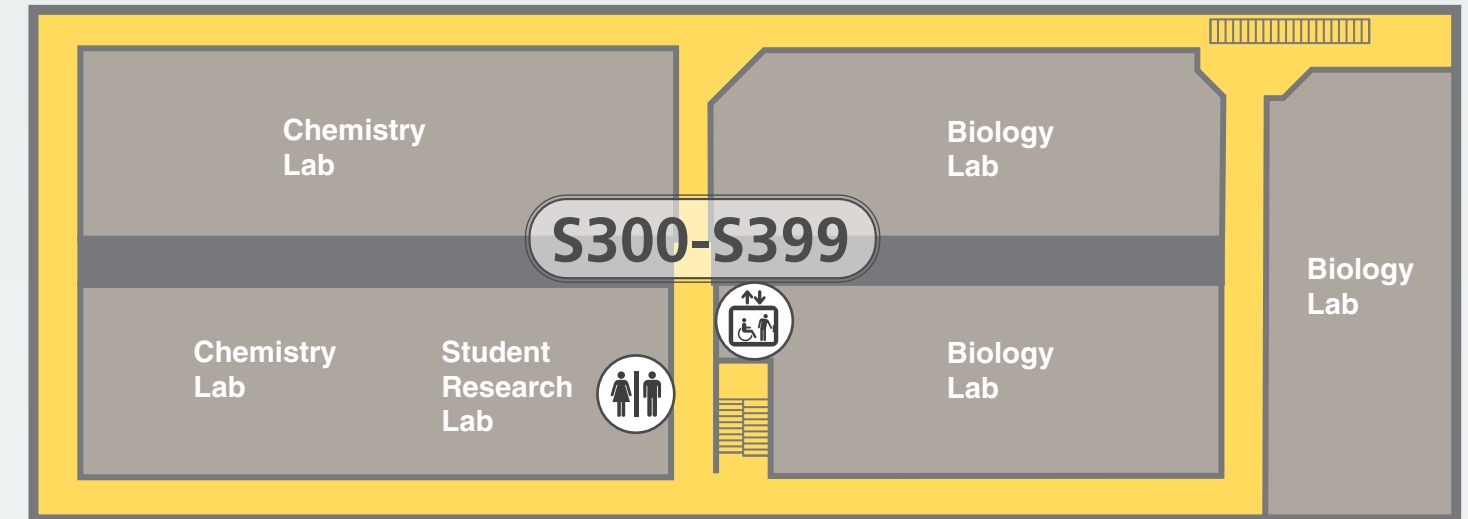 Chemistry
Lab
Biology
Lab
S300-S399
Biology
Lab
Chemistry
Lab
Student
Research
Lab
Biology
Lab